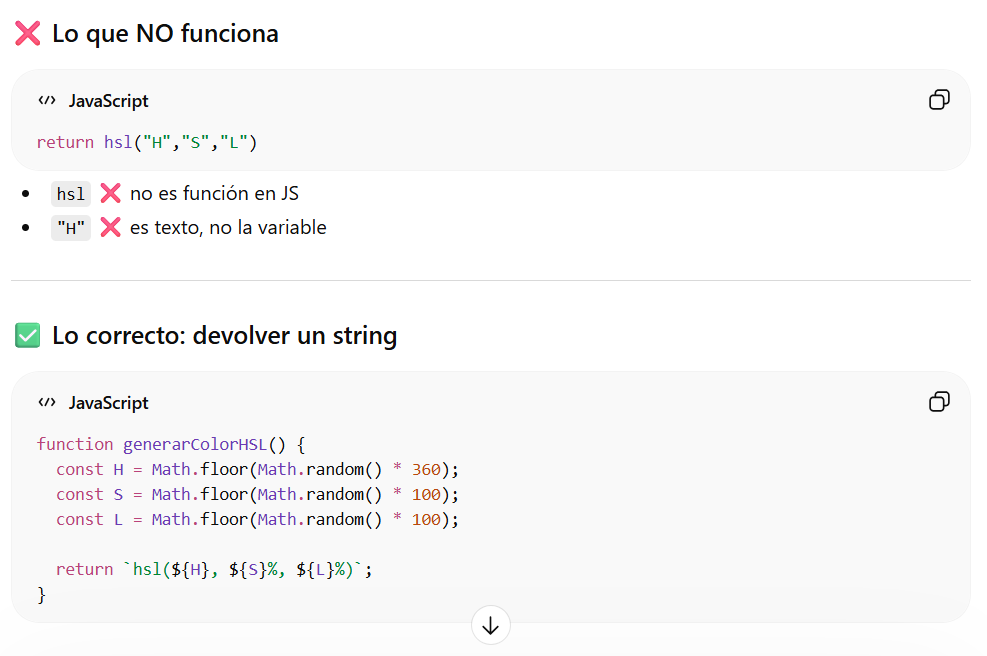 ❌ Lo que NO funciona
</> JavaScript
return hsl("H","S","L")
• hsl ❌ no es función en JS
• "H" ❌ es texto, no la variable
✅ Lo correcto: devolver un string
</> JavaScript
function generarColorHSL() {
  const H = Math.floor(Math.random() * 360);
  const S = Math.floor(Math.random() * 100);
  const L = Math.floor(Math.random() * 100);
  return `hsl(${H}, ${S}%, ${L}%)`;
}